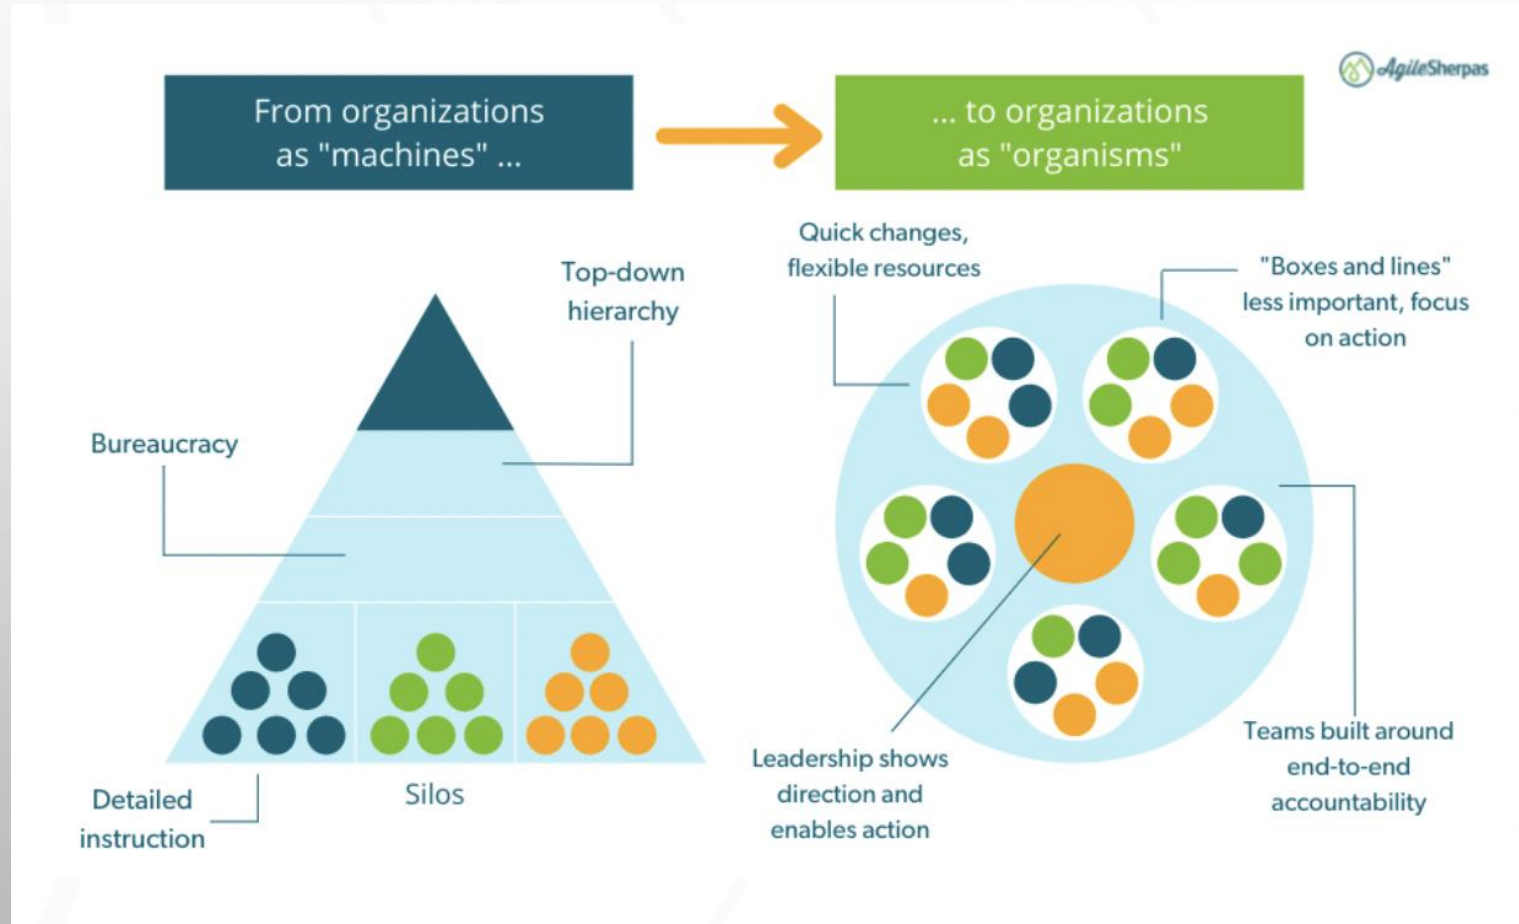 From organizations
as "machines" ...
... to organizations
as "organisms"
AgileSherpas
Top-down
hierarchy
Bureaucracy
Detailed
instruction
Silos
Quick changes,
flexible resources
"Boxes and lines"
less important, focus
on action
Leadership shows
direction and
enables action
Teams built around
end-to-end
accountability